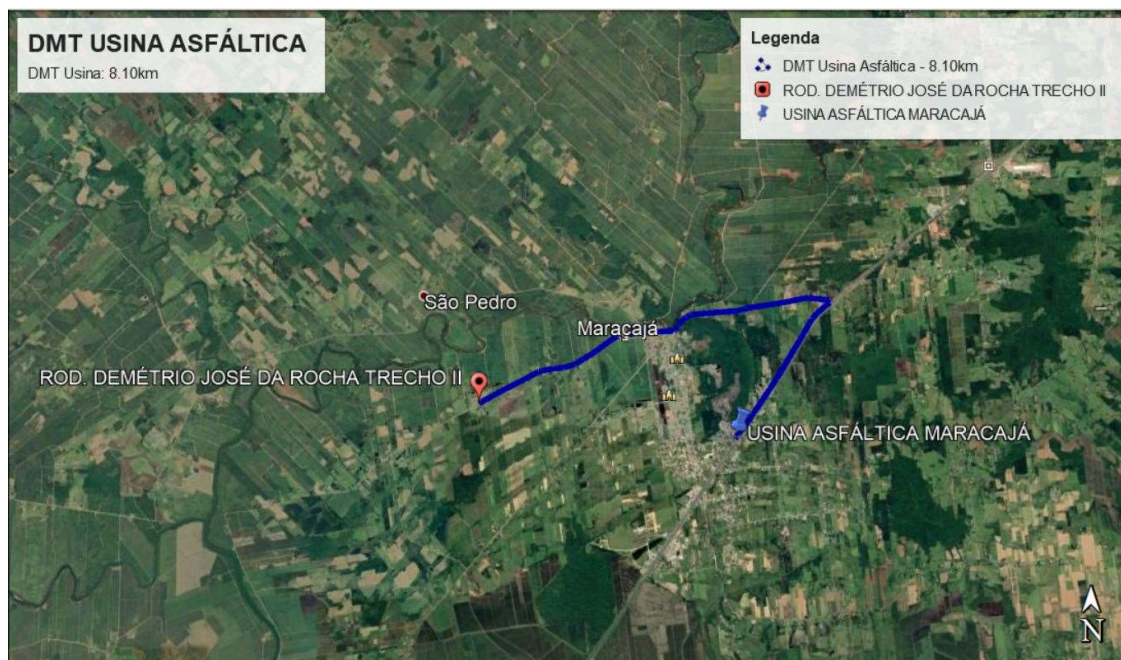 DMT USINA ASFÁLTICA
DMT Usina: 8.10km
Legenda
DMT Usina Asfáltica - 8.10km
ROD. DEMÉTRIO JOSÉ DA ROCHA TRECHO II
USINA ASFÁLTICA MARACAJÁ
São Pedro
Maraçajá
ROD. DEMÉTRIO JOSÉ DA ROCHA TRECHO II
USINA ASFÁLTICA MARACAJÁ
N